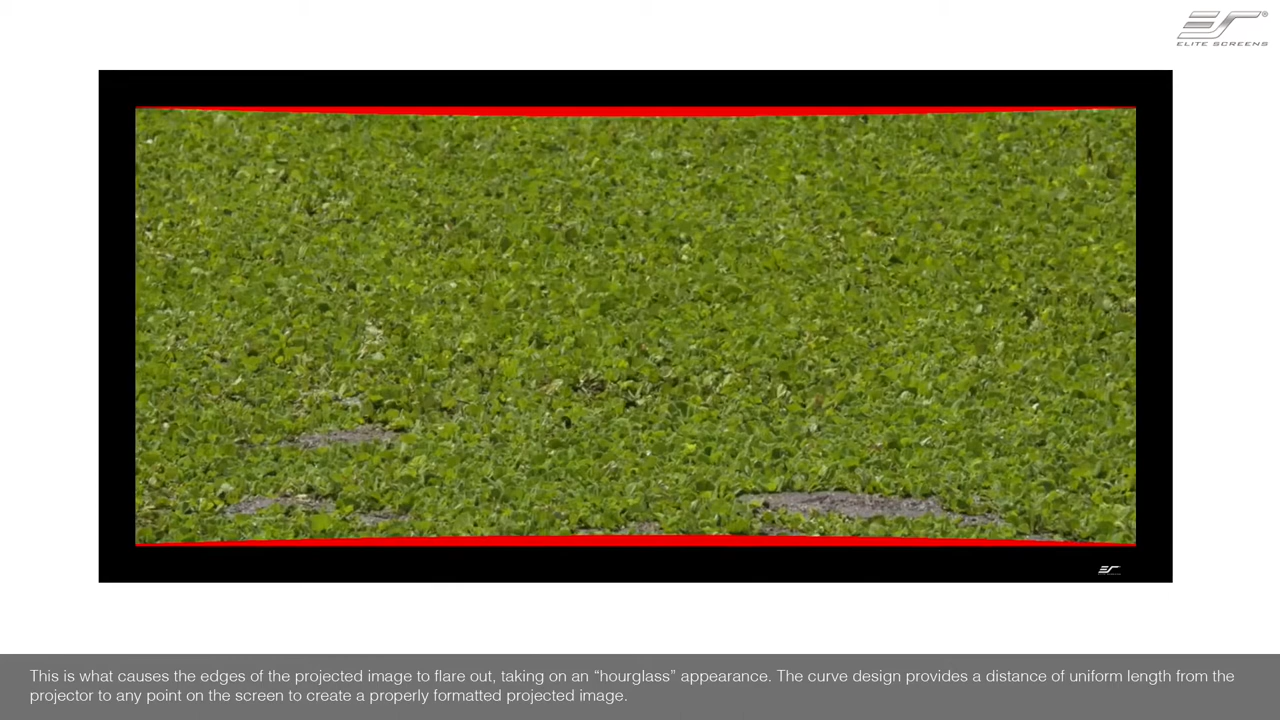 ELITE SCREENS
This is what causes the edges of the projected image to flare out, taking on an “hourglass” appearance. The curve design provides a distance of uniform length from the
projector to any point on the screen to create a properly formatted projected image.